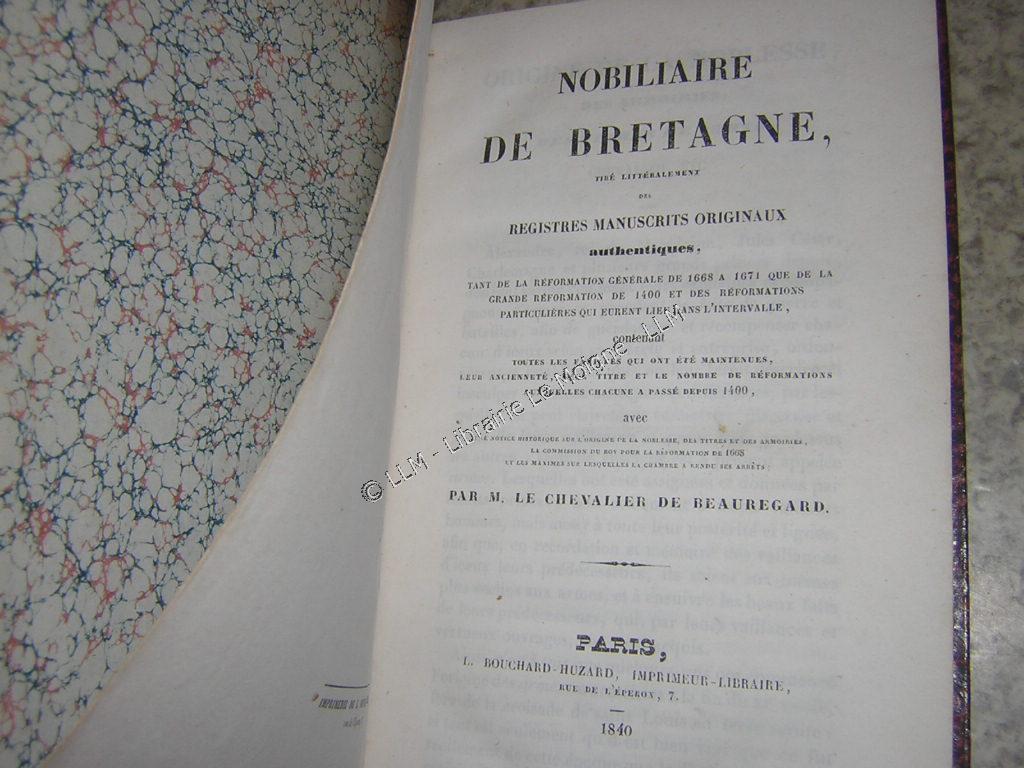 NOBILIAIRE
DE BRETAGNE,
TIRÉ LITTÉRALEMENT
DES
REGISTRES MANUSCRITS ORIGINAUX
authentiques,
TANT DE LA RÉFORMATION GÉNÉRALE DE 1668 A 1671 QUE DE LA
GRANDE RÉFORMATION DE 1400 ET DES RÉFORMATIONS
PARTICULIÈRES QUI EURENT LIEU DANS L'INTERVALLE,
contenant
TOUTES LES FAMILLES QUI ONT ÉTÉ MAINTENUES,
LEUR ANCIENNETÉ, TITRE ET LE NOMBRE DE RÉFORMATIONS
CHACUNE A PASSÉ DEPUIS 1400,
avec
NOTICE HISTORIQUE SUR L'ORIGINE DE LA NOBLESSE, DES TITRES ET DES ARMOIRIES,
LA COMMISSION DU ROY POUR LA RÉFORMATION DE 1668
ET LES MAXIMES SUR LESQUELLES LA CHAMBRE A RENDU SES ARRÊTS;
PAR M. LE CHEVALIER DE BEAUREGARD.
PARIS,
L. BOUCHARD-HUZARD, IMPRIMEUR-LIBRAIRE,
RUE DE L'ÉPERON, 7.
1840
© LLM - Librairie Le Moigne - LLM
IMPRIMERIE DE